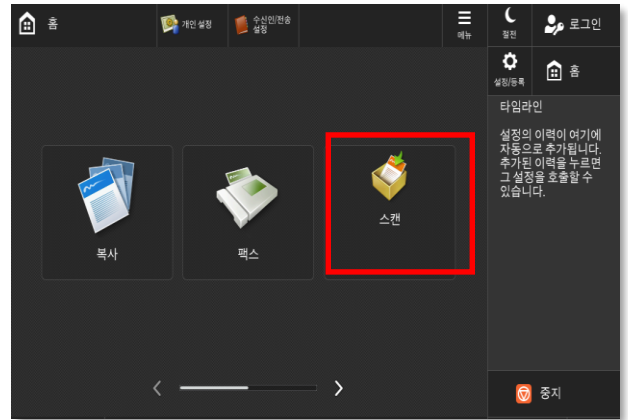 홈
개인 설정
수신인/전송
설정
메뉴
절전
로그인
설정/등록
홈
타임라인
설정의 이력이 여기에
자동으로 추가됩니다.
추가된 이력을 누르면
그 설정을 호출할 수
있습니다.
복사
팩스
스캔
중지